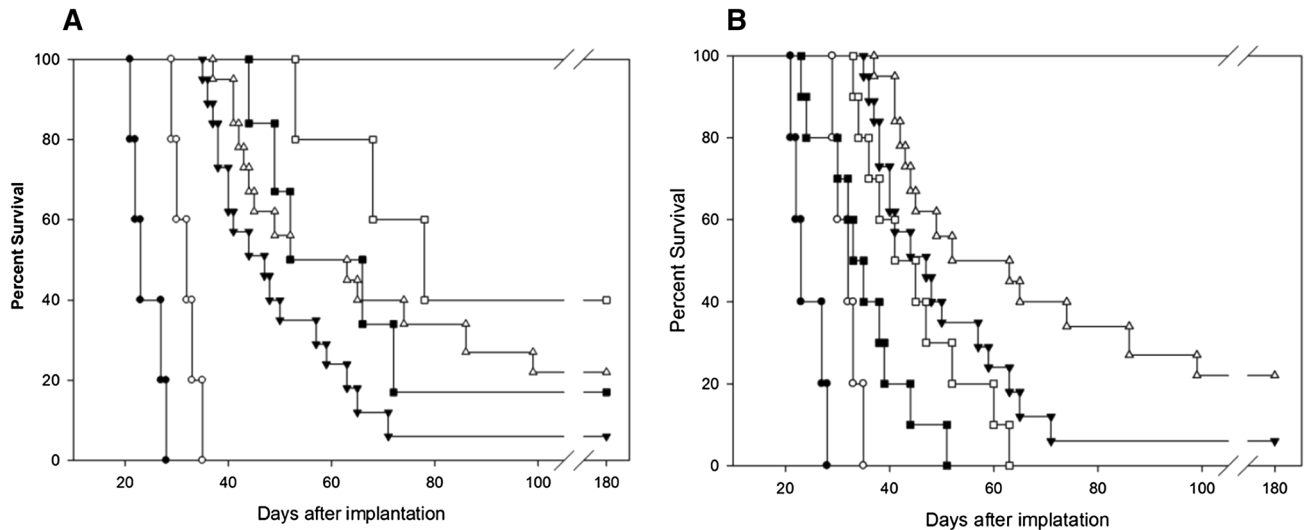 A
Percent Survival
100
80
60
40
20
0
20 40 60 80 100 180
Days after implantation
B
Percent Survival
100
80
60
40
20
0
20 40 60 80 100 180
Days after implatation